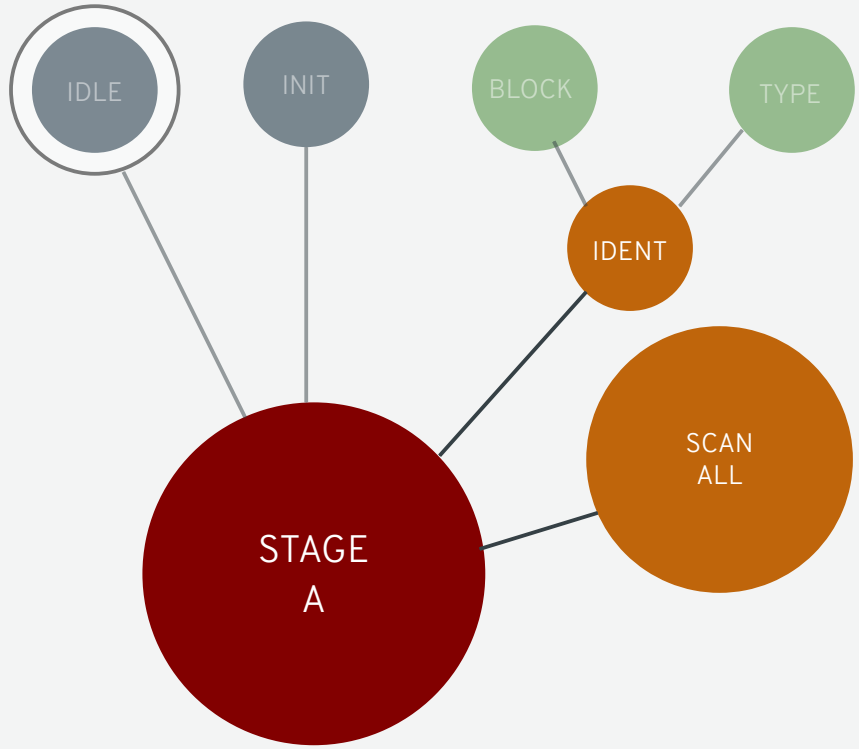 IDLE
INIT
BLOCK
TYPE
IDENT
SCAN
ALL
STAGE
A